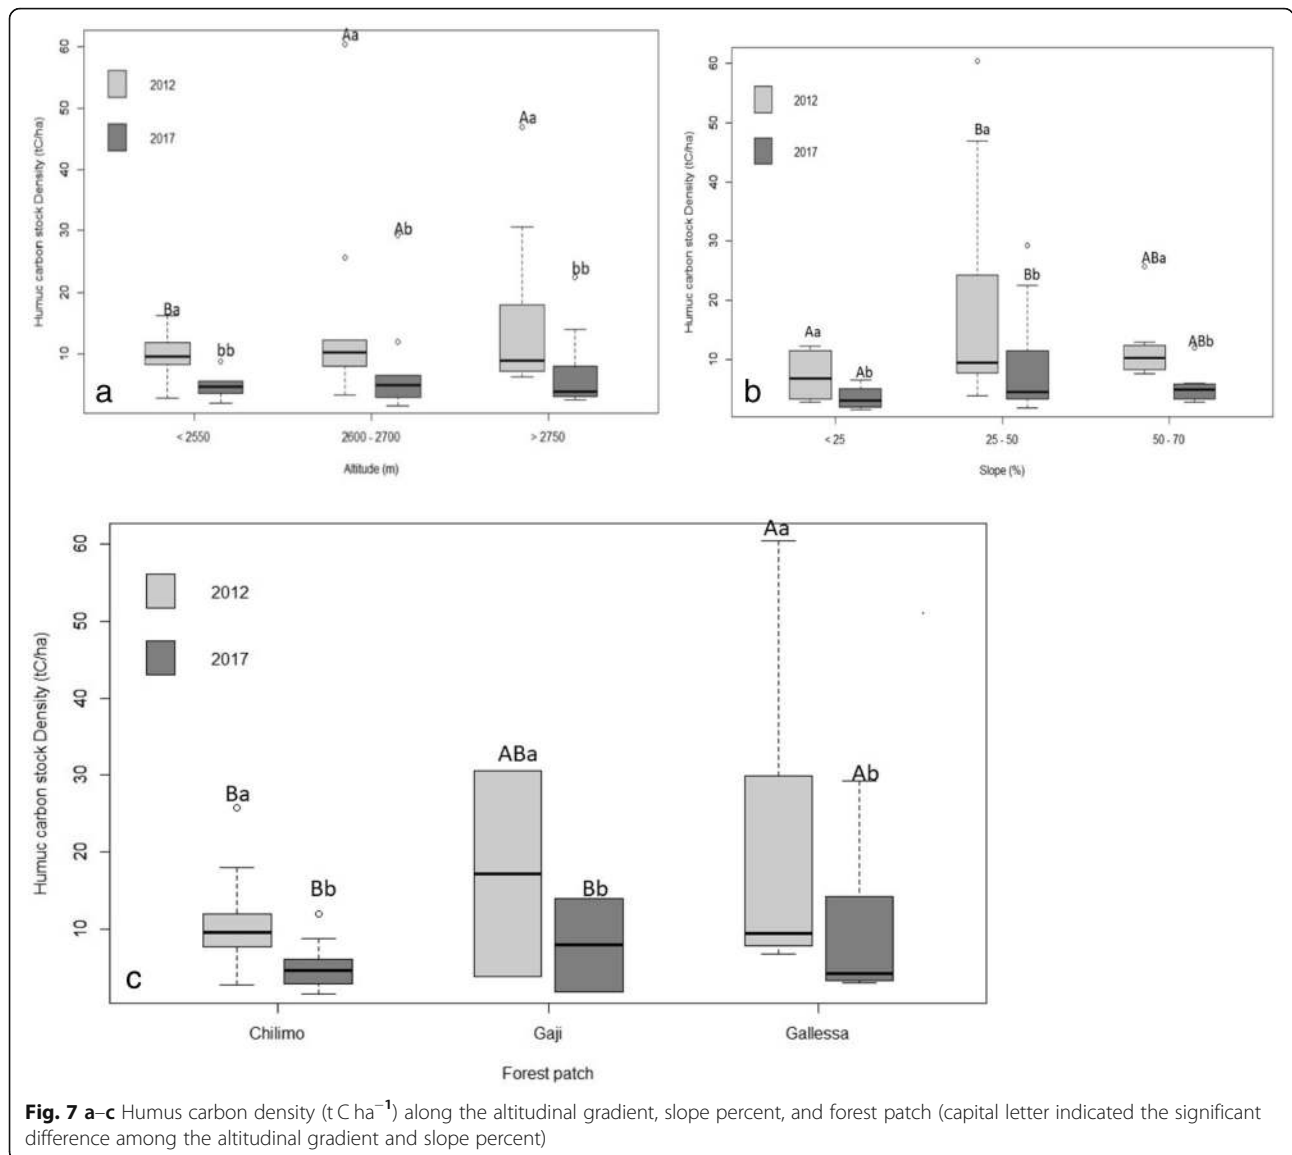 Humuc carbon stock Density (tC/ha)
60
50
40
30
20
10
2012
2017
Ba
bb
Aa
Ab
Aa
bb
a
< 2550
2600 - 2700
> 2750
Altitude (m)
Humuc carbon stock Density (tC/ha)
60
50
40
30
20
10
2012
2017
Aa
Ab
Ba
Bb
ABa
ABb
b
< 25
25 - 50
50 - 70
Slope (%)
Humuc carbon stock Density (tC/ha)
60
50
40
30
20
10
2012
2017
Ba
Bb
ABa
Bb
Aa
Ab
c
Chilimo
Gaji
Gallessa
Forest patch
Fig. 7 a–c Humus carbon density (t C ha⁻¹) along the altitudinal gradient, slope percent, and forest patch (capital letter indicated the significant
difference among the altitudinal gradient and slope percent)